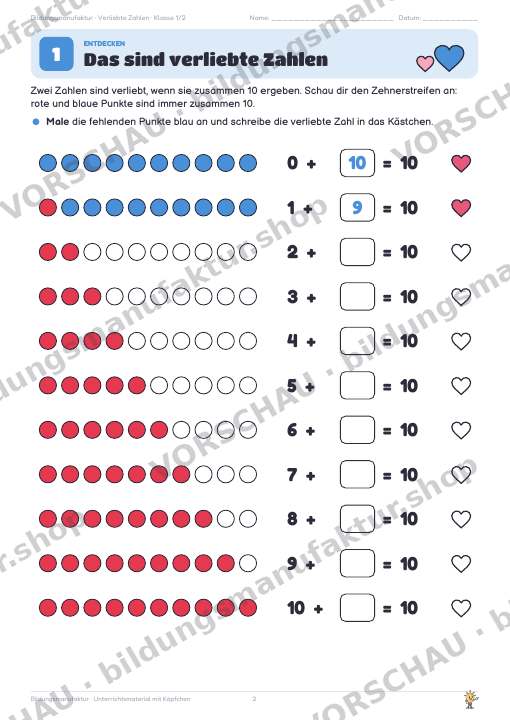 Bildungsmanufaktur · Verliebte Zahlen · Klasse 1/2 Name: Datum:
1
ENTDECKEN
Das sind verliebte Zahlen
Zwei Zahlen sind verliebt, wenn sie zusammen 10 ergeben. Schau dir den Zehnerstreifen an:
rote und blaue Punkte sind immer zusammen 10.
Male die fehlenden Punkte blau an und schreibe die verliebte Zahl in das Kästchen.
0 + 10 = 10
1 + 9 = 10
2 + = 10
3 + = 10
4 + = 10
5 + = 10
6 + = 10
7 + = 10
8 + = 10
9 + = 10
10 + = 10
Bildungsmanufaktur · Unterrichtsmaterial mit Köpfchen 2
VORSCHAU · bildungsmanufaktur.shop